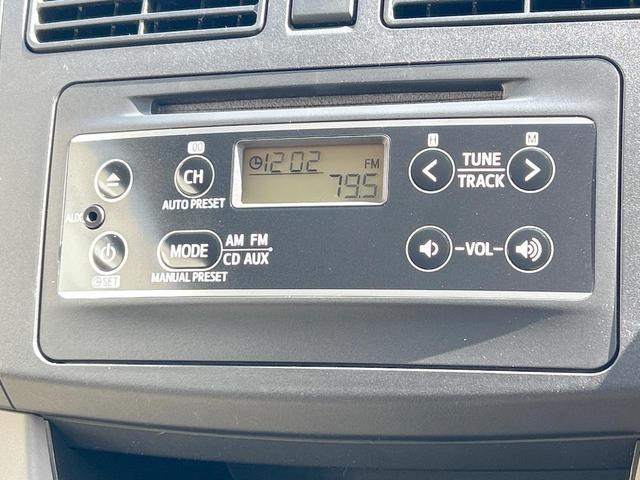 00
CH
AUTO PRESET
AUX
SET
MODE
AM FM
CD AUX
MANUAL PRESET
12:02
FM
79.5
H
M
TUNE
TRACK
VOL